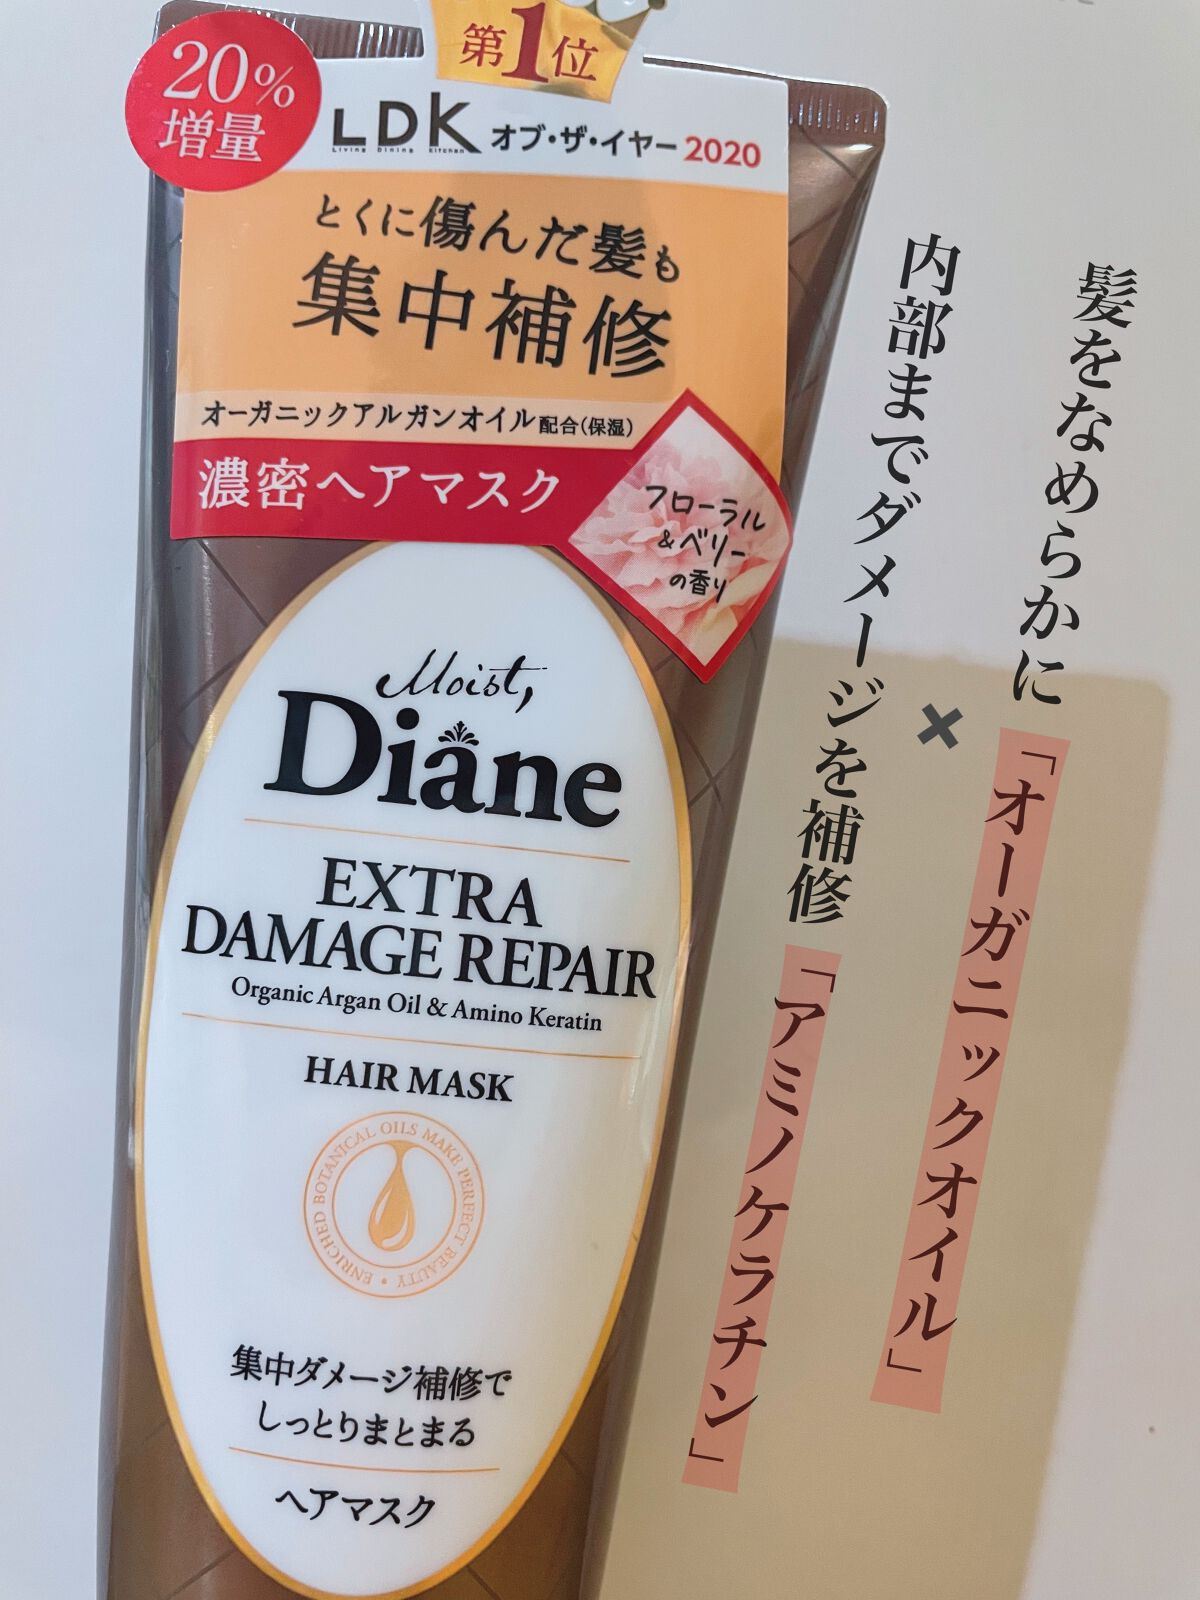 第1位
20%
増量
LDK
Living Dining Kitchen
オブ・ザ・イヤー2020
とくに傷んだ髪も
集中補修
オーガニックアルガンオイル配合(保湿)
濃密ヘアマスク
フローラル
&ベリー
の香り
Moist,
Diane
EXTRA
DAMAGE REPAIR
Organic Argan Oil & Amino Keratin
HAIR MASK
ENRICHED BOTANICAL OILS MAKE PERFECT BEAUTY •
集中ダメージ補修で
しっとりまとまる
ヘアマスク
髪をなめらかに「オーガニックオイル」
×
内部までダメージを補修「アミノケラチン」